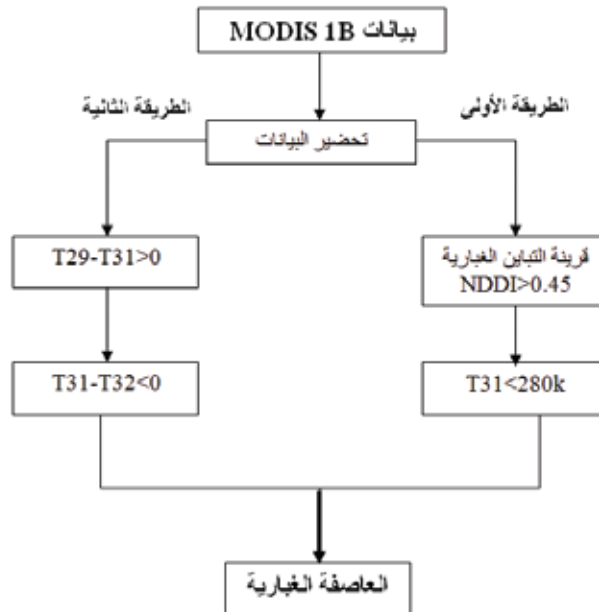 بيانات MODIS 1B
الطريقة الأولى
الطريقة الثانية
تحضير البيانات
قرينة التباين الغبارية
NDDI>0.45
T29-T31>0
T31<280k
T31-T32<0
العاصفة الغبارية